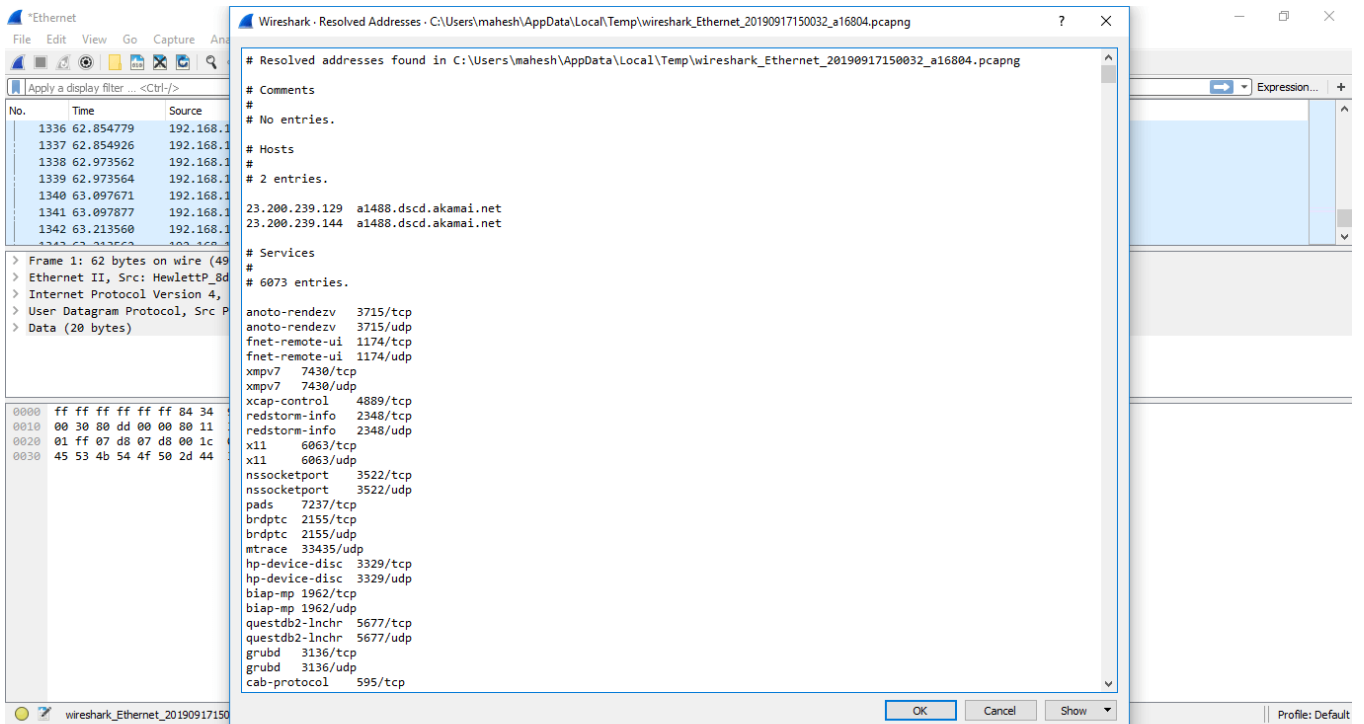 *Ethernet
File Edit View Go Capture Ana
Apply a display filter ... <Ctrl-/>
Expression... +
No. Time Source
1336 62.854779 192.168.1
1337 62.854926 192.168.1
1338 62.973562 192.168.1
1339 62.973564 192.168.1
1340 63.097671 192.168.1
1341 63.097877 192.168.1
1342 63.213560 192.168.1
> Frame 1: 62 bytes on wire (49
> Ethernet II, Src: HewlettP_8d
> Internet Protocol Version 4,
> User Datagram Protocol, Src P
> Data (20 bytes)
0000 ff ff ff ff ff ff 84 34
0010 00 30 80 dd 00 00 80 11
0020 01 ff 07 d8 07 d8 00 1c
0030 45 53 4b 54 4f 50 2d 44
wireshark_Ethernet_2019091715​0
Profile: Default
Wireshark · Resolved Addresses · C:\Users\mahesh\AppData\Local\Temp\wireshark_Ethernet_20190917150032_a16804.pcapng
# Resolved addresses found in C:\Users\mahesh\AppData\Local\Temp\wireshark_Ethernet_20190917150032_a16804.pcapng
# Comments
#
# No entries.
# Hosts
#
# 2 entries.
23.200.239.129 a1488.dscd.akamai.net
23.200.239.144 a1488.dscd.akamai.net
# Services
#
# 6073 entries.
anoto-rendezv 3715/tcp
anoto-rendezv 3715/udp
fnet-remote-ui 1174/tcp
fnet-remote-ui 1174/udp
xmpv7 7430/tcp
xmpv7 7430/udp
xcap-control 4889/tcp
redstorm-info 2348/tcp
redstorm-info 2348/udp
x11 6063/tcp
x11 6063/udp
nssocketport 3522/tcp
nssocketport 3522/udp
pads 7237/tcp
brdptc 2155/tcp
brdptc 2155/udp
mtrace 33435/udp
hp-device-disc 3329/tcp
hp-device-disc 3329/udp
biap-mp 1962/tcp
biap-mp 1962/udp
questdb2-lnchr 5677/tcp
questdb2-lnchr 5677/udp
grubd 3136/tcp
grubd 3136/udp
cab-protocol 595/tcp
OK Cancel Show